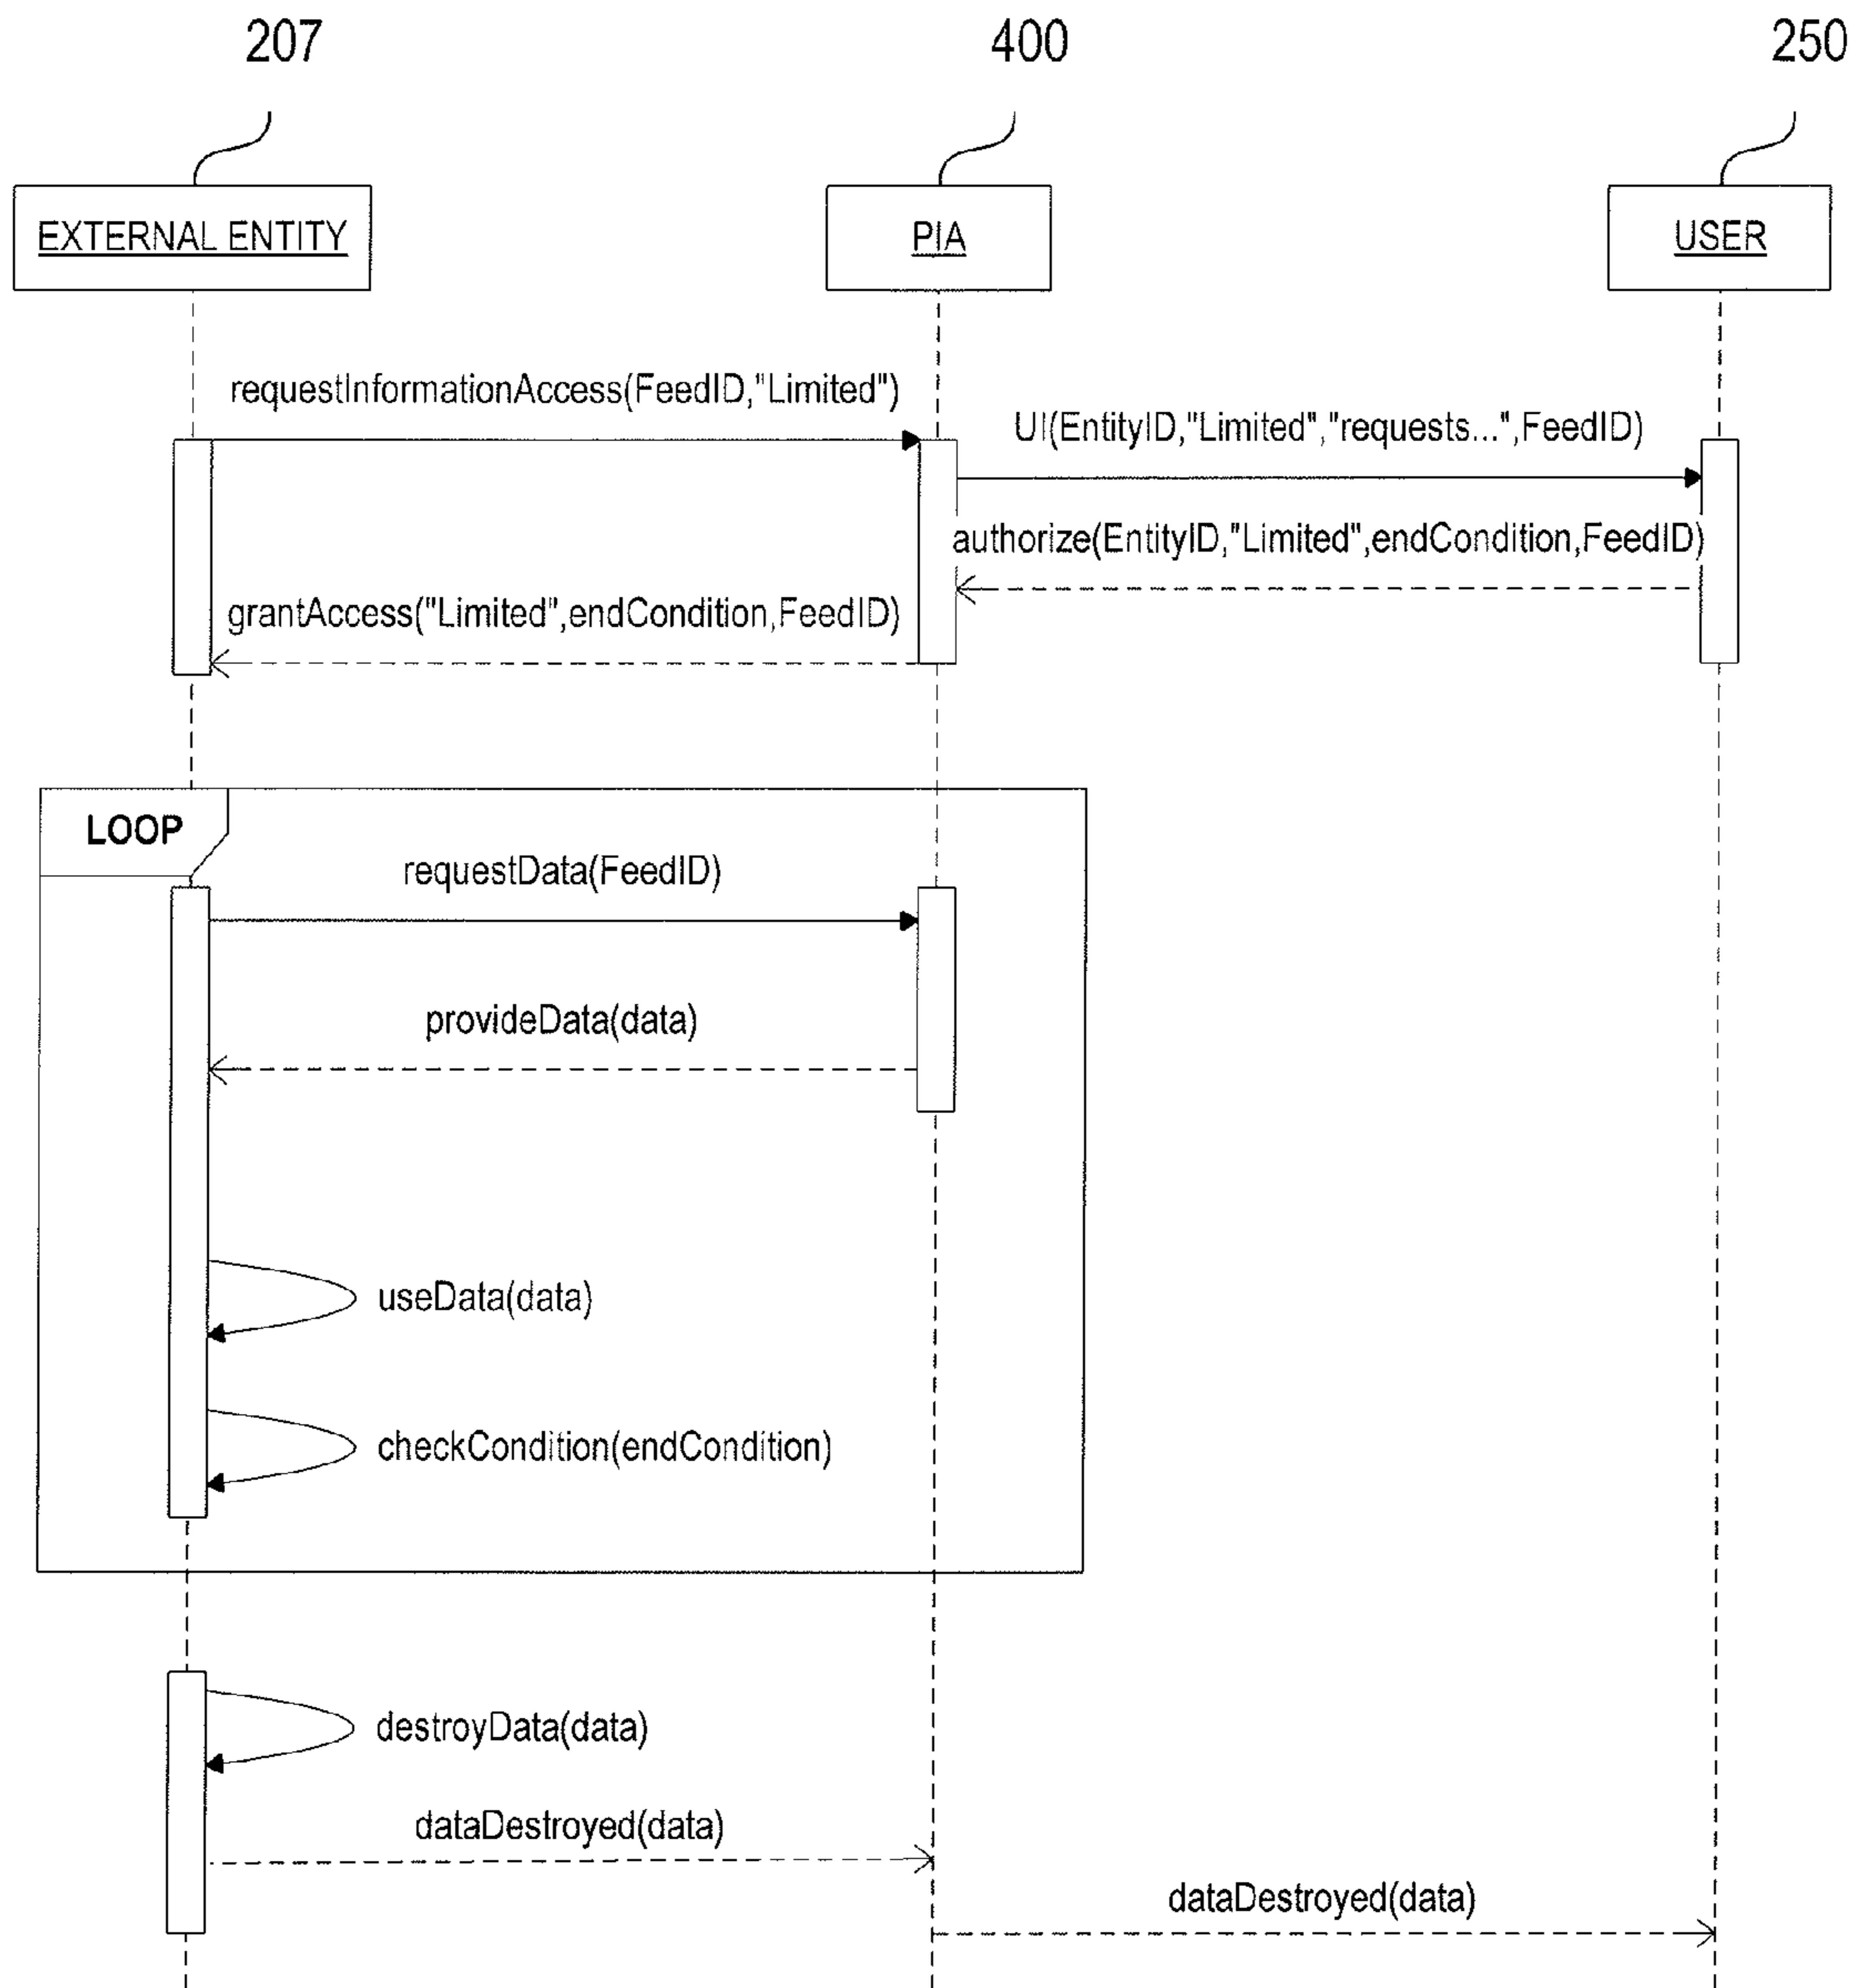 207
400
250
EXTERNAL ENTITY
PIA
USER
requestInformationAccess(FeedID,"Limited")
UI(EntityID,"Limited","requests...",FeedID)
authorize(EntityID,"Limited",endCondition,FeedID)
grantAccess("Limited",endCondition,FeedID)
LOOP
requestData(FeedID)
provideData(data)
useData(data)
checkCondition(endCondition)
destroyData(data)
dataDestroyed(data)
dataDestroyed(data)